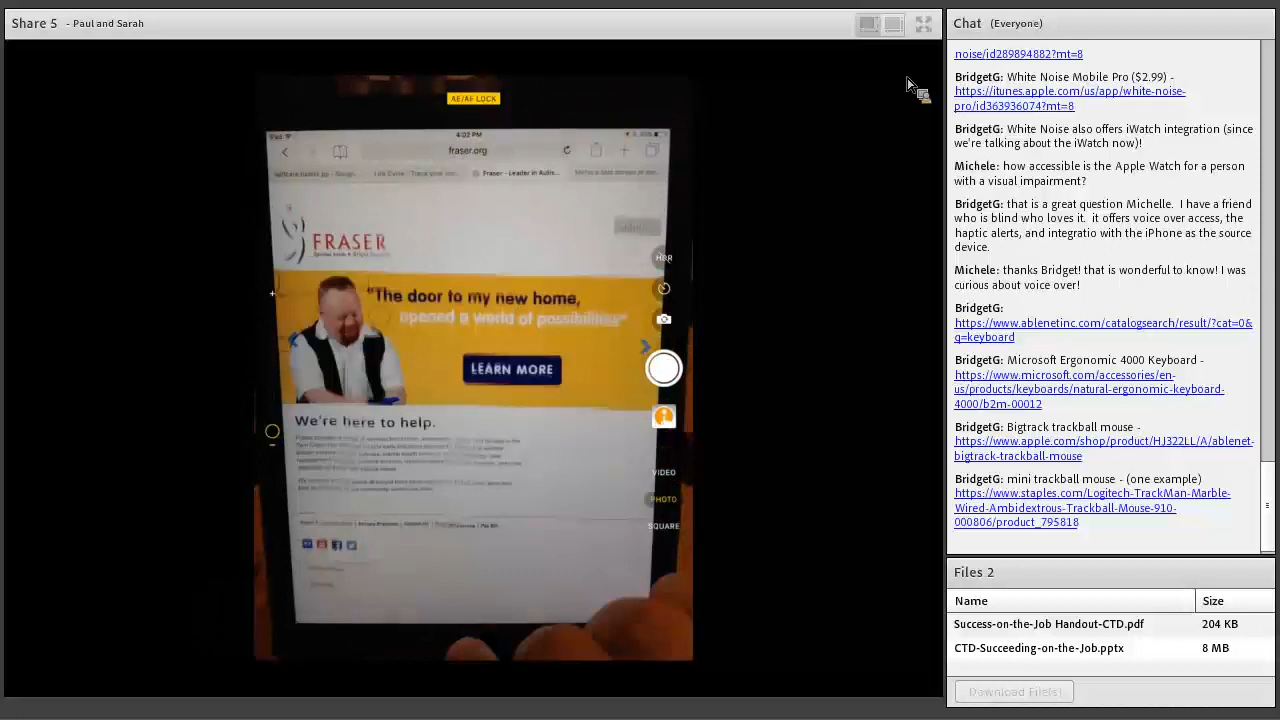 Share 5 - Paul and Sarah
AE/AF LOCK
4:02 PM
fraser.org
Fraser - Leader in Autis...
FRASER
HDR
"The door to my new home,
opened a world of possibilities"
LEARN MORE
We're here to help.
VIDEO
PHOTO
SQUARE
Chat (Everyone)
noise/id289894882?mt=8
BridgetG: White Noise Mobile Pro ($2.99) -
https://itunes.apple.com/us/app/white-noise-
pro/id363936074?mt=8
BridgetG: White Noise also offers iWatch integration (since
we're talking about the iWatch now)!
Michele: how accessible is the Apple Watch for a person
with a visual impairment?
BridgetG: that is a great question Michelle. I have a friend
who is blind who loves it. it offers voice over access, the
haptic alerts, and integratio with the iPhone as the source
device.
Michele: thanks Bridget! that is wonderful to know! I was
curious about voice over!
BridgetG:
https://www.ablenetinc.com/catalogsearch/result/?cat=0&
q=keyboard
BridgetG: Microsoft Ergonomic 4000 Keyboard -
https://www.microsoft.com/accessories/en-
us/products/keyboards/natural-ergonomic-keyboard-
4000/b2m-00012
BridgetG: Bigtrack trackball mouse -
https://www.apple.com/shop/product/HJ322LL/A/ablenet-
bigtrack-trackball-mouse
BridgetG: Thumb ball mouse - (one example)
https://www.staples.com/Logitech-TrackMan-Marble-
Wired-Ambidextrous-Trackball-Mouse-910-
000806/product_795818
Files 2
Name Size
Success-on-the-Job Handout-CTD.pdf 204 KB
CTD-Succeeding-on-the-Job.pptx 8 MB
Download File(s)